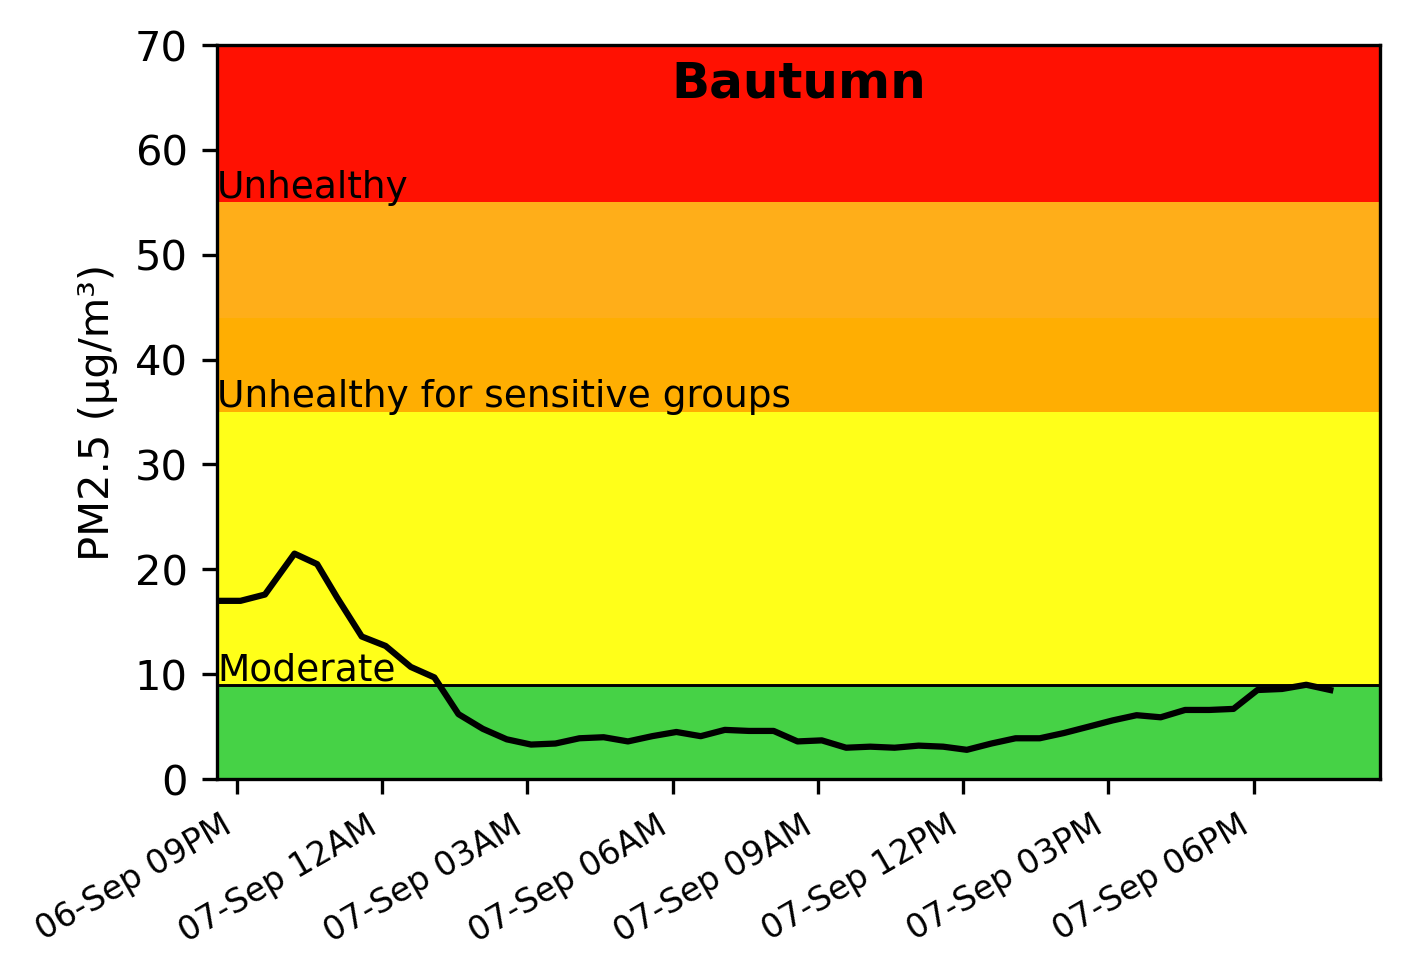 Bautumn
70
60
Unhealthy
50
40
Unhealthy for sensitive groups
30
20
Moderate
10
0
PM2.5 (µg/m³)
06-Sep 09PM
07-Sep 12AM
07-Sep 03AM
07-Sep 06AM
07-Sep 09AM
07-Sep 12PM
07-Sep 03PM
07-Sep 06PM